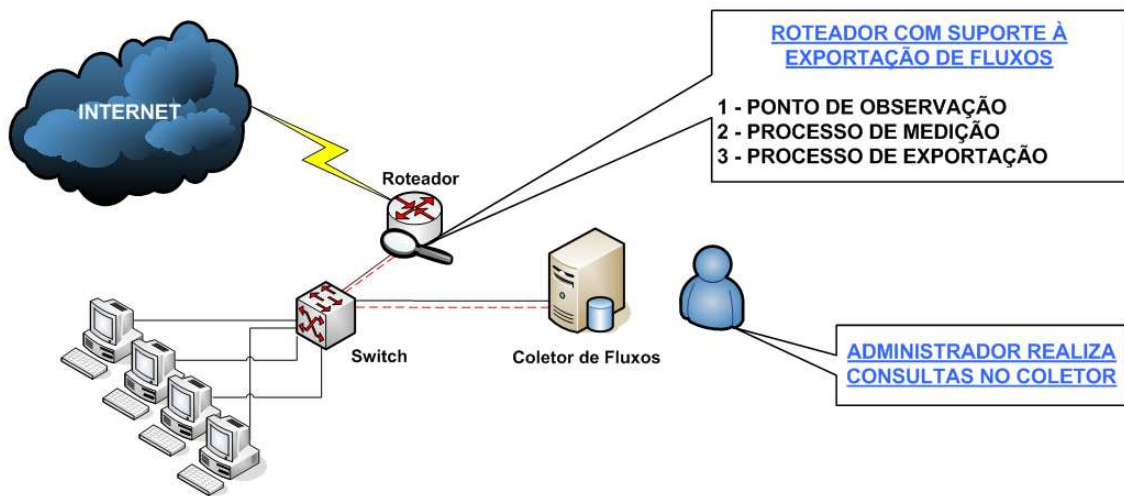 INTERNET
ROTEADOR COM SUPORTE À
EXPORTAÇÃO DE FLUXOS
1 - PONTO DE OBSERVAÇÃO
2 - PROCESSO DE MEDIÇÃO
3 - PROCESSO DE EXPORTAÇÃO
Roteador
Switch
Coletor de Fluxos
ADMINISTRADOR REALIZA
CONSULTAS NO COLETOR